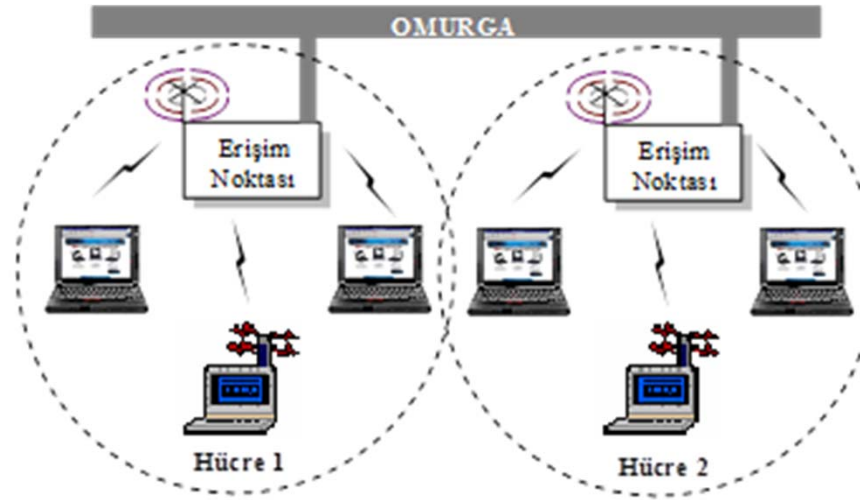 OMURGA
Erişim
Noktası
Erişim
Noktası
Hücre 1
Hücre 2